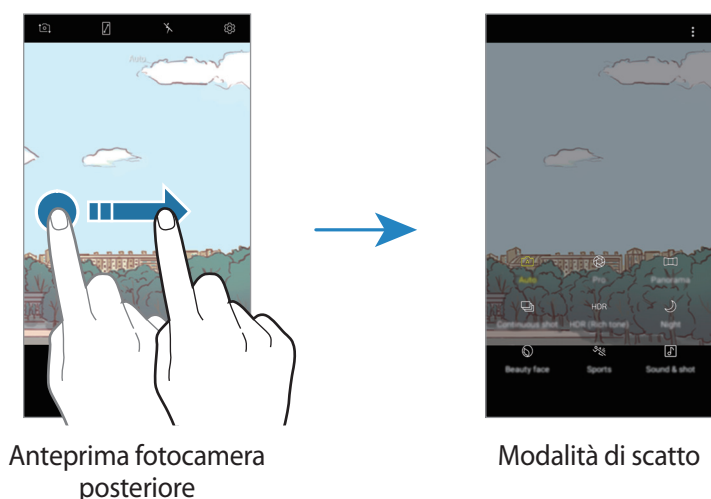 Auto
Auto
Pro
Panorama
Continuous shot
HDR
HDR (Rich tone)
Night
Beauty face
Sports
Sound & shot
Anteprima fotocamera
posteriore
Modalità di scatto